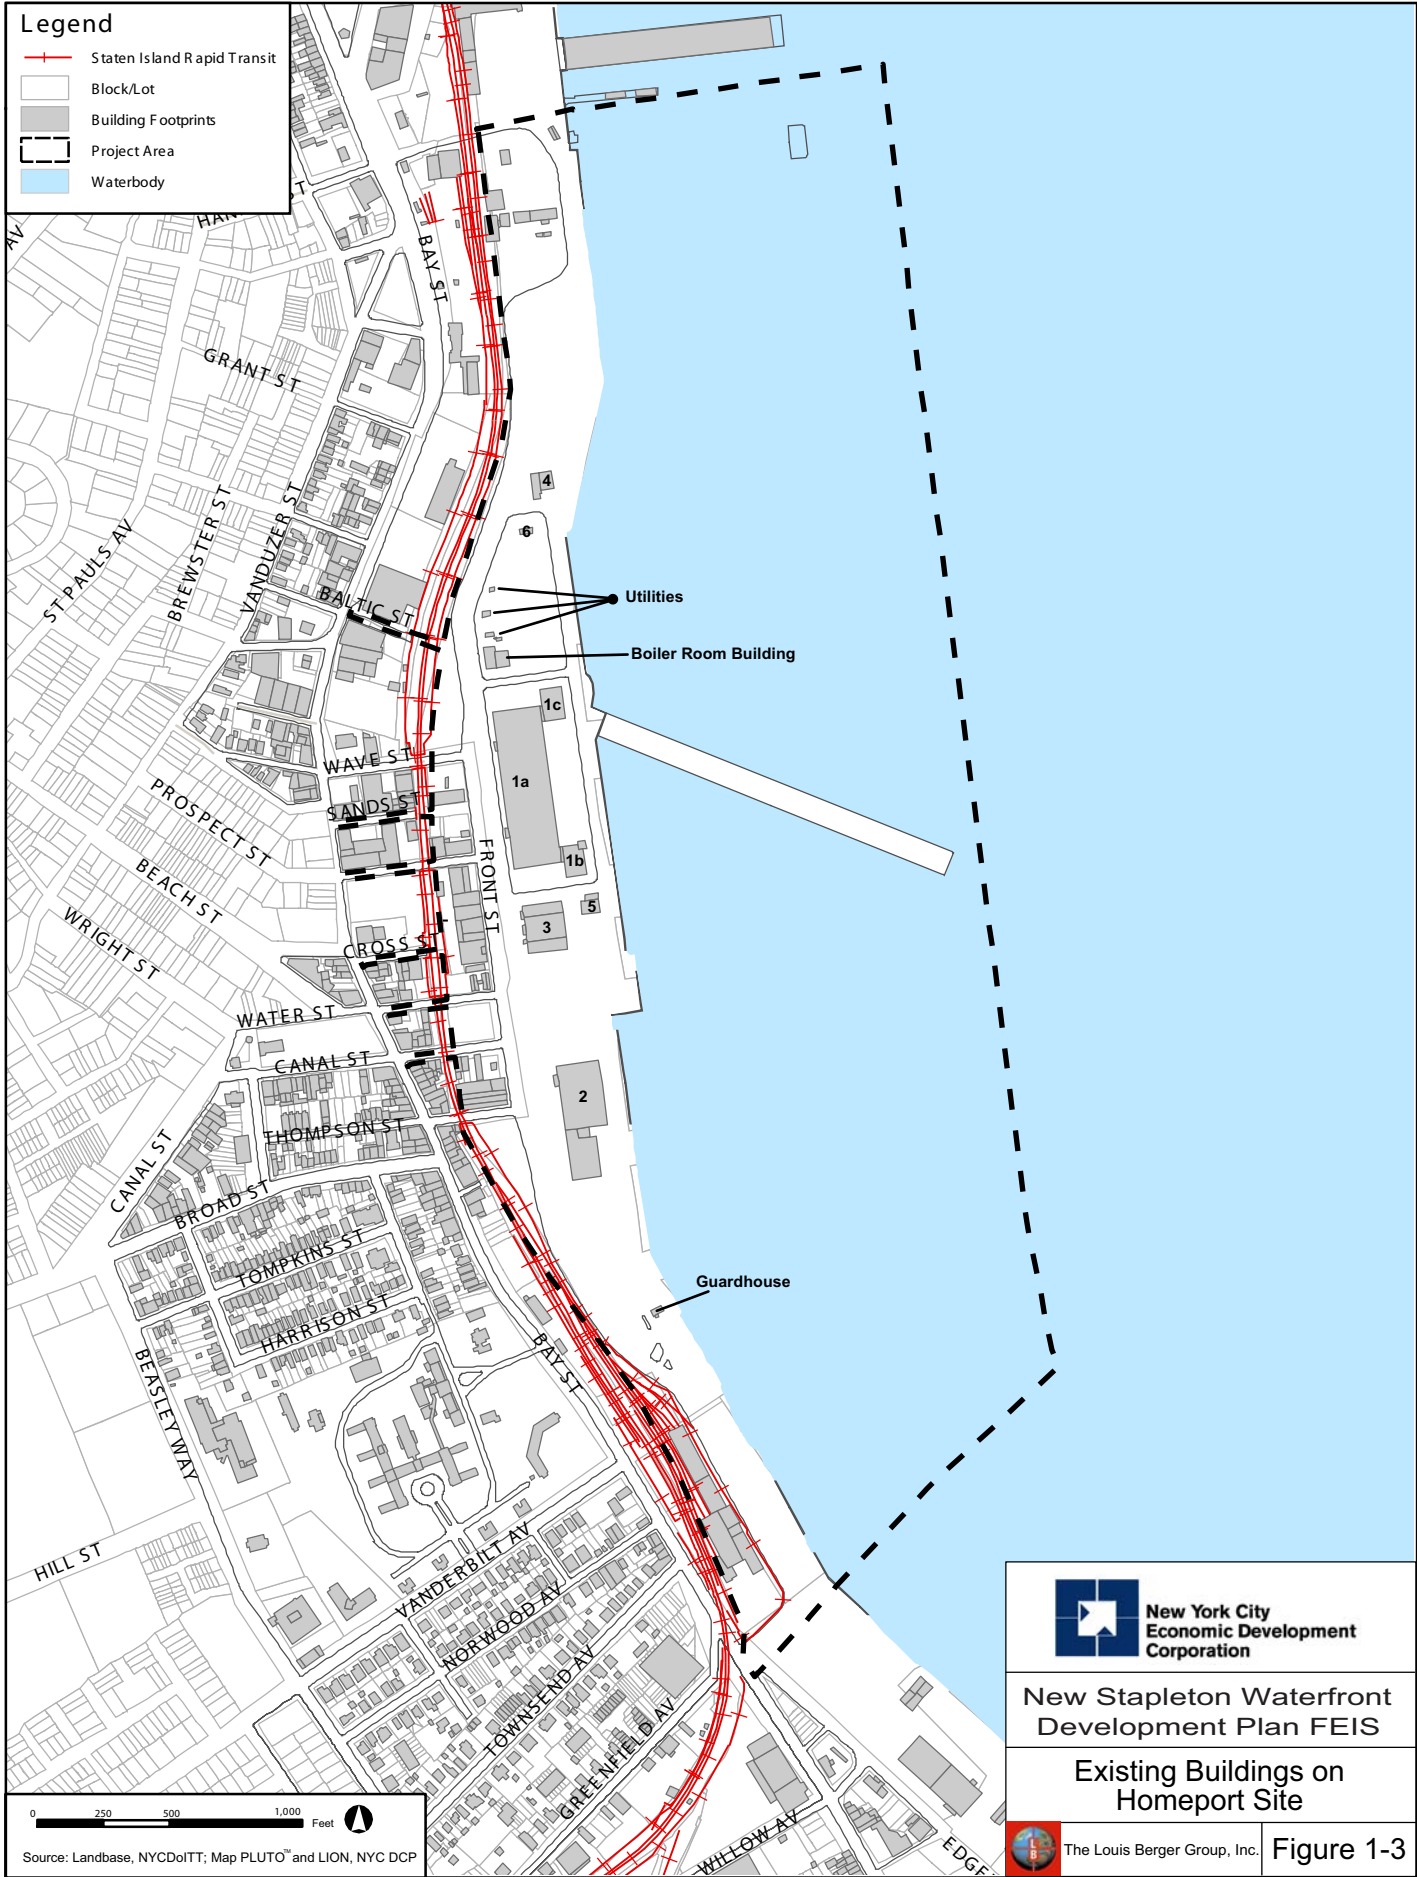 Legend
Staten Island Rapid Transit
Block/Lot
Building Footprints
Project Area
Waterbody
AV
BAY ST
GRANT ST
ST PAULS AV
BREWSTER ST
VANDUZER ST
BALTIC ST
4
6
Utilities
Boiler Room Building
1c
1a
1b
WAVE ST
SANDS ST
PROSPECT ST
BEACH ST
WRIGHT ST
FRONT ST
5
3
CROSS ST
WATER ST
CANAL ST
2
THOMPSON ST
CANAL ST
BROAD ST
TOMPKINS ST
HARRISON ST
Guardhouse
BAY ST
BEASLEY WAY
HILL ST
VANDERBILT AV
NORWOOD AV
TOWNSEND AV
GREENFIELD AV
WILLOW AV
New York City
Economic Development
Corporation
New Stapleton Waterfront
Development Plan FEIS
Existing Buildings on
Homeport Site
LBG
The Louis Berger Group, Inc.
Figure 1-3
0 250 500 1,000
Feet
Source: Landbase, NYCDoITT; Map PLUTO™ and LION, NYC DCP